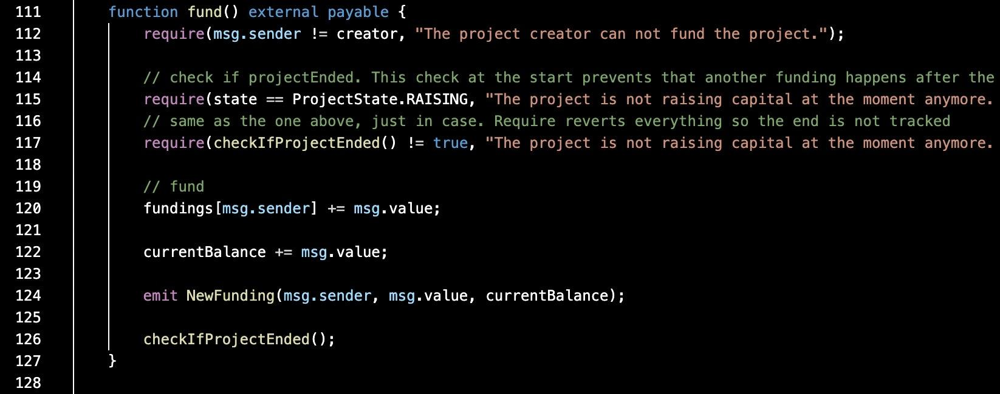 111 function fund() external payable {
112 require(msg.sender != creator, "The project creator can not fund the project.");
113
114 // check if projectEnded. This check at the start prevents that another funding happens after the
115 require(state == ProjectState.RAISING, "The project is not raising capital at the moment anymore.
116 // same as the one above, just in case. Require reverts everything so the end is not tracked
117 require(checkIfProjectEnded() != true, "The project is not raising capital at the moment anymore.
118
119 // fund
120 fundings[msg.sender] += msg.value;
121
122 currentBalance += msg.value;
123
124 emit NewFunding(msg.sender, msg.value, currentBalance);
125
126 checkIfProjectEnded();
127 }
128